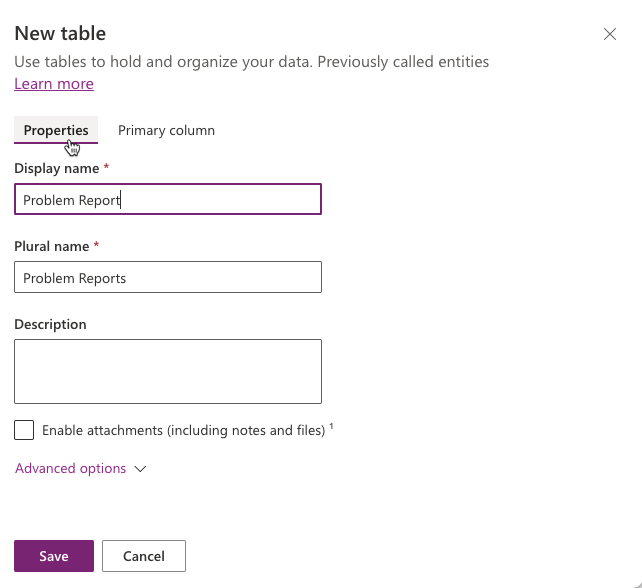 New table
Use tables to hold and organize your data. Previously called entities
Learn more
Properties Primary column
Display name *
Problem Report
Plural name *
Problem Reports
Description
Enable attachments (including notes and files) 1
Advanced options
Save Cancel